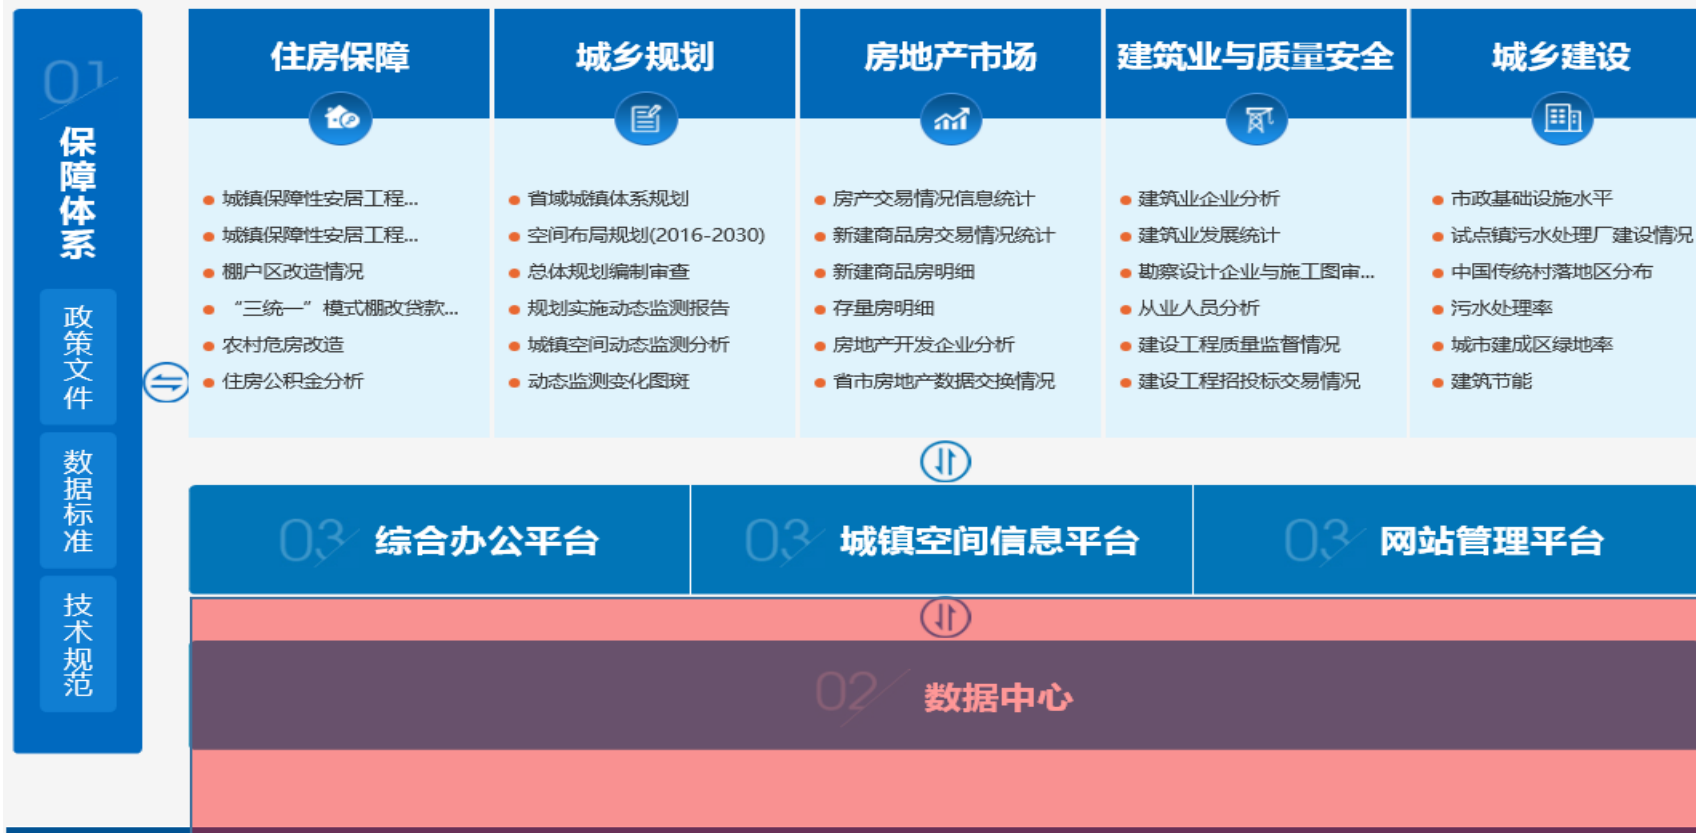 01
保障体系
政策文件
数据标准
技术规范
住房保障
城镇保障性安居工程...
城镇保障性安居工程...
棚户区改造情况
“三统一”模式棚改贷款...
农村危房改造
住房公积金分析
城乡规划
省域城镇体系规划
空间布局规划(2016-2030)
总体规划编制审查
规划实施动态监测报告
城镇空间动态监测分析
动态监测变化图斑
房地产市场
房产交易情况信息统计
新建商品房交易情况统计
新建商品房明细
存量房明细
房地产开发企业分析
省市房地产数据交换情况
建筑业与质量安全
建筑业企业分析
建筑业发展统计
勘察设计企业与施工图审...
从业人员分析
建设工程质量监督情况
建设工程招投标交易情况
城乡建设
市政基础设施水平
试点镇污水处理厂建设情况
中国传统村落地区分布
污水处理率
城市建成区绿地率
建筑节能
03 综合办公平台
03 城镇空间信息平台
03 网站管理平台
02 数据中心